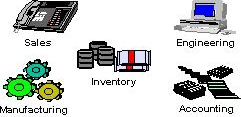 Sales
Engineering
Inventory
Manufacturing
Accounting